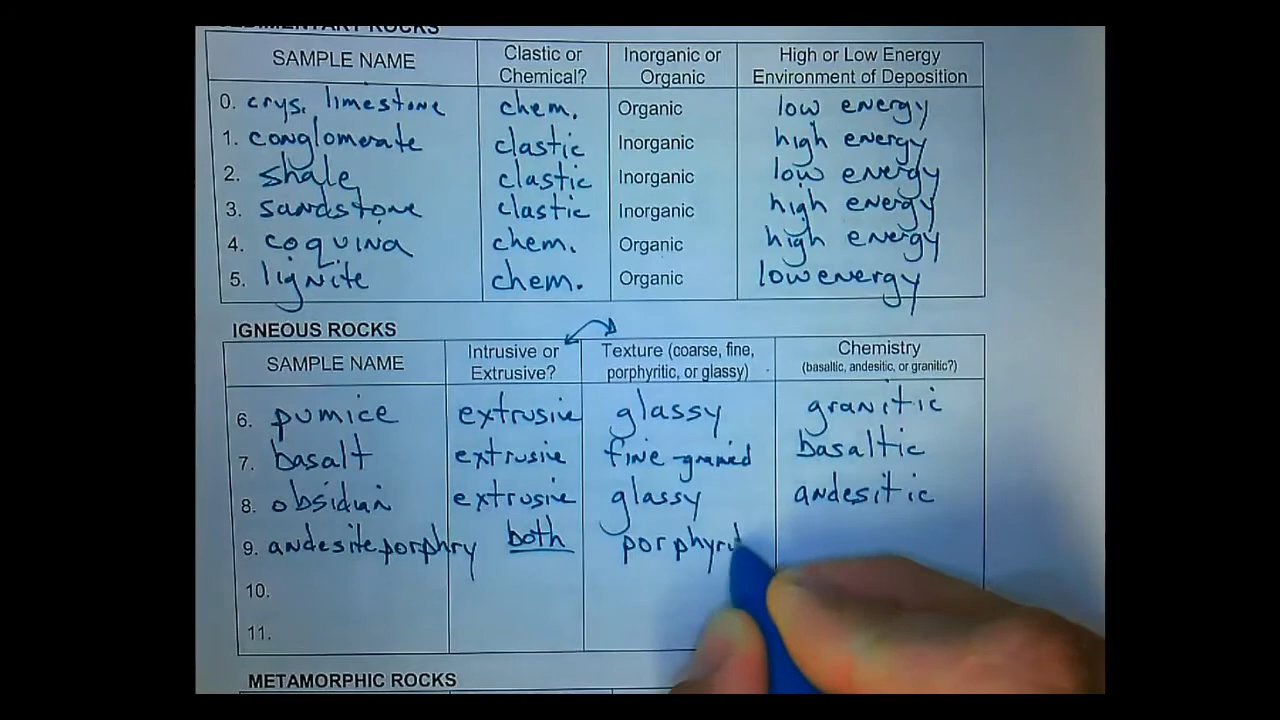 SEDIMENTARY ROCKS
SAMPLE NAME Clastic or Chemical? Inorganic or Organic High or Low Energy Environment of Deposition
0. crys. limestone chem. Organic low energy
1. conglomerate clastic Inorganic high energy
2. shale clastic Inorganic low energy
3. sandstone clastic Inorganic high energy
4. coquina chem. Organic high energy
5. lignite chem. Organic low energy
IGNEOUS ROCKS
SAMPLE NAME Intrusive or Extrusive? Texture (coarse, fine, porphyritic, or glassy) Chemistry (basaltic, andesitic, or granitic?)
6. pumice extrusive glassy granitic
7. basalt extrusive fine-grained basaltic
8. obsidian extrusive glassy andesitic
9. andesite porphry both porphyri
10.
11.
METAMORPHIC ROCKS